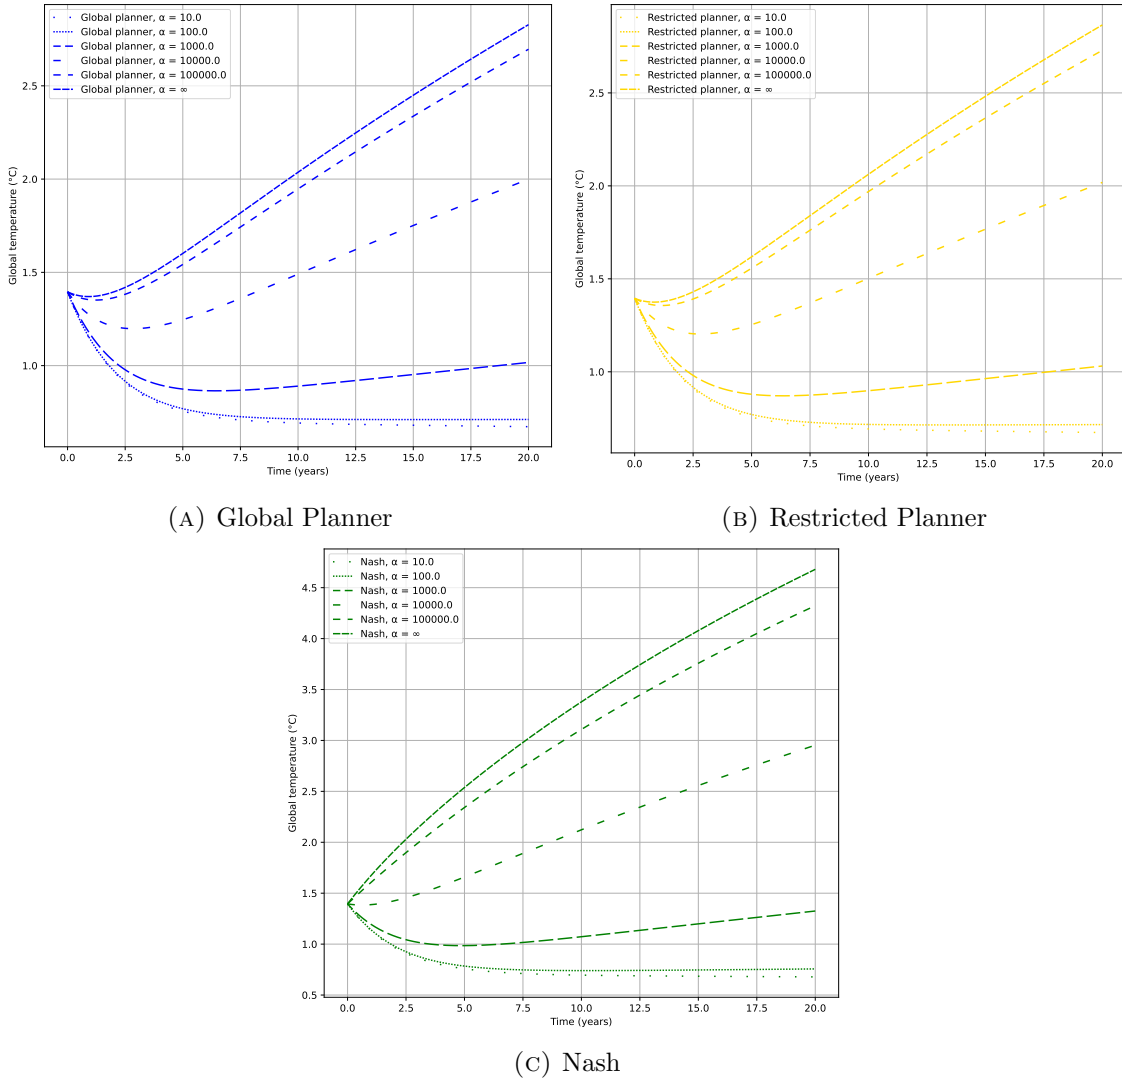 Global planner, α = 10.0
Global planner, α = 100.0
Global planner, α = 1000.0
Global planner, α = 10000.0
Global planner, α = 100000.0
Global planner, α = ∞
Global temperature (°C)
2.5
2.0
1.5
1.0
0.0 2.5 5.0 7.5 10.0 12.5 15.0 17.5 20.0
Time (years)
(A) Global Planner
Restricted planner, α = 10.0
Restricted planner, α = 100.0
Restricted planner, α = 1000.0
Restricted planner, α = 10000.0
Restricted planner, α = 100000.0
Restricted planner, α = ∞
Global temperature (°C)
2.5
2.0
1.5
1.0
0.0 2.5 5.0 7.5 10.0 12.5 15.0 17.5 20.0
Time (years)
(B) Restricted Planner
Nash, α = 10.0
Nash, α = 100.0
Nash, α = 1000.0
Nash, α = 10000.0
Nash, α = 100000.0
Nash, α = ∞
Global temperature (°C)
4.5
4.0
3.5
3.0
2.5
2.0
1.5
1.0
0.5
0.0 2.5 5.0 7.5 10.0 12.5 15.0 17.5 20.0
Time (years)
(C) Nash